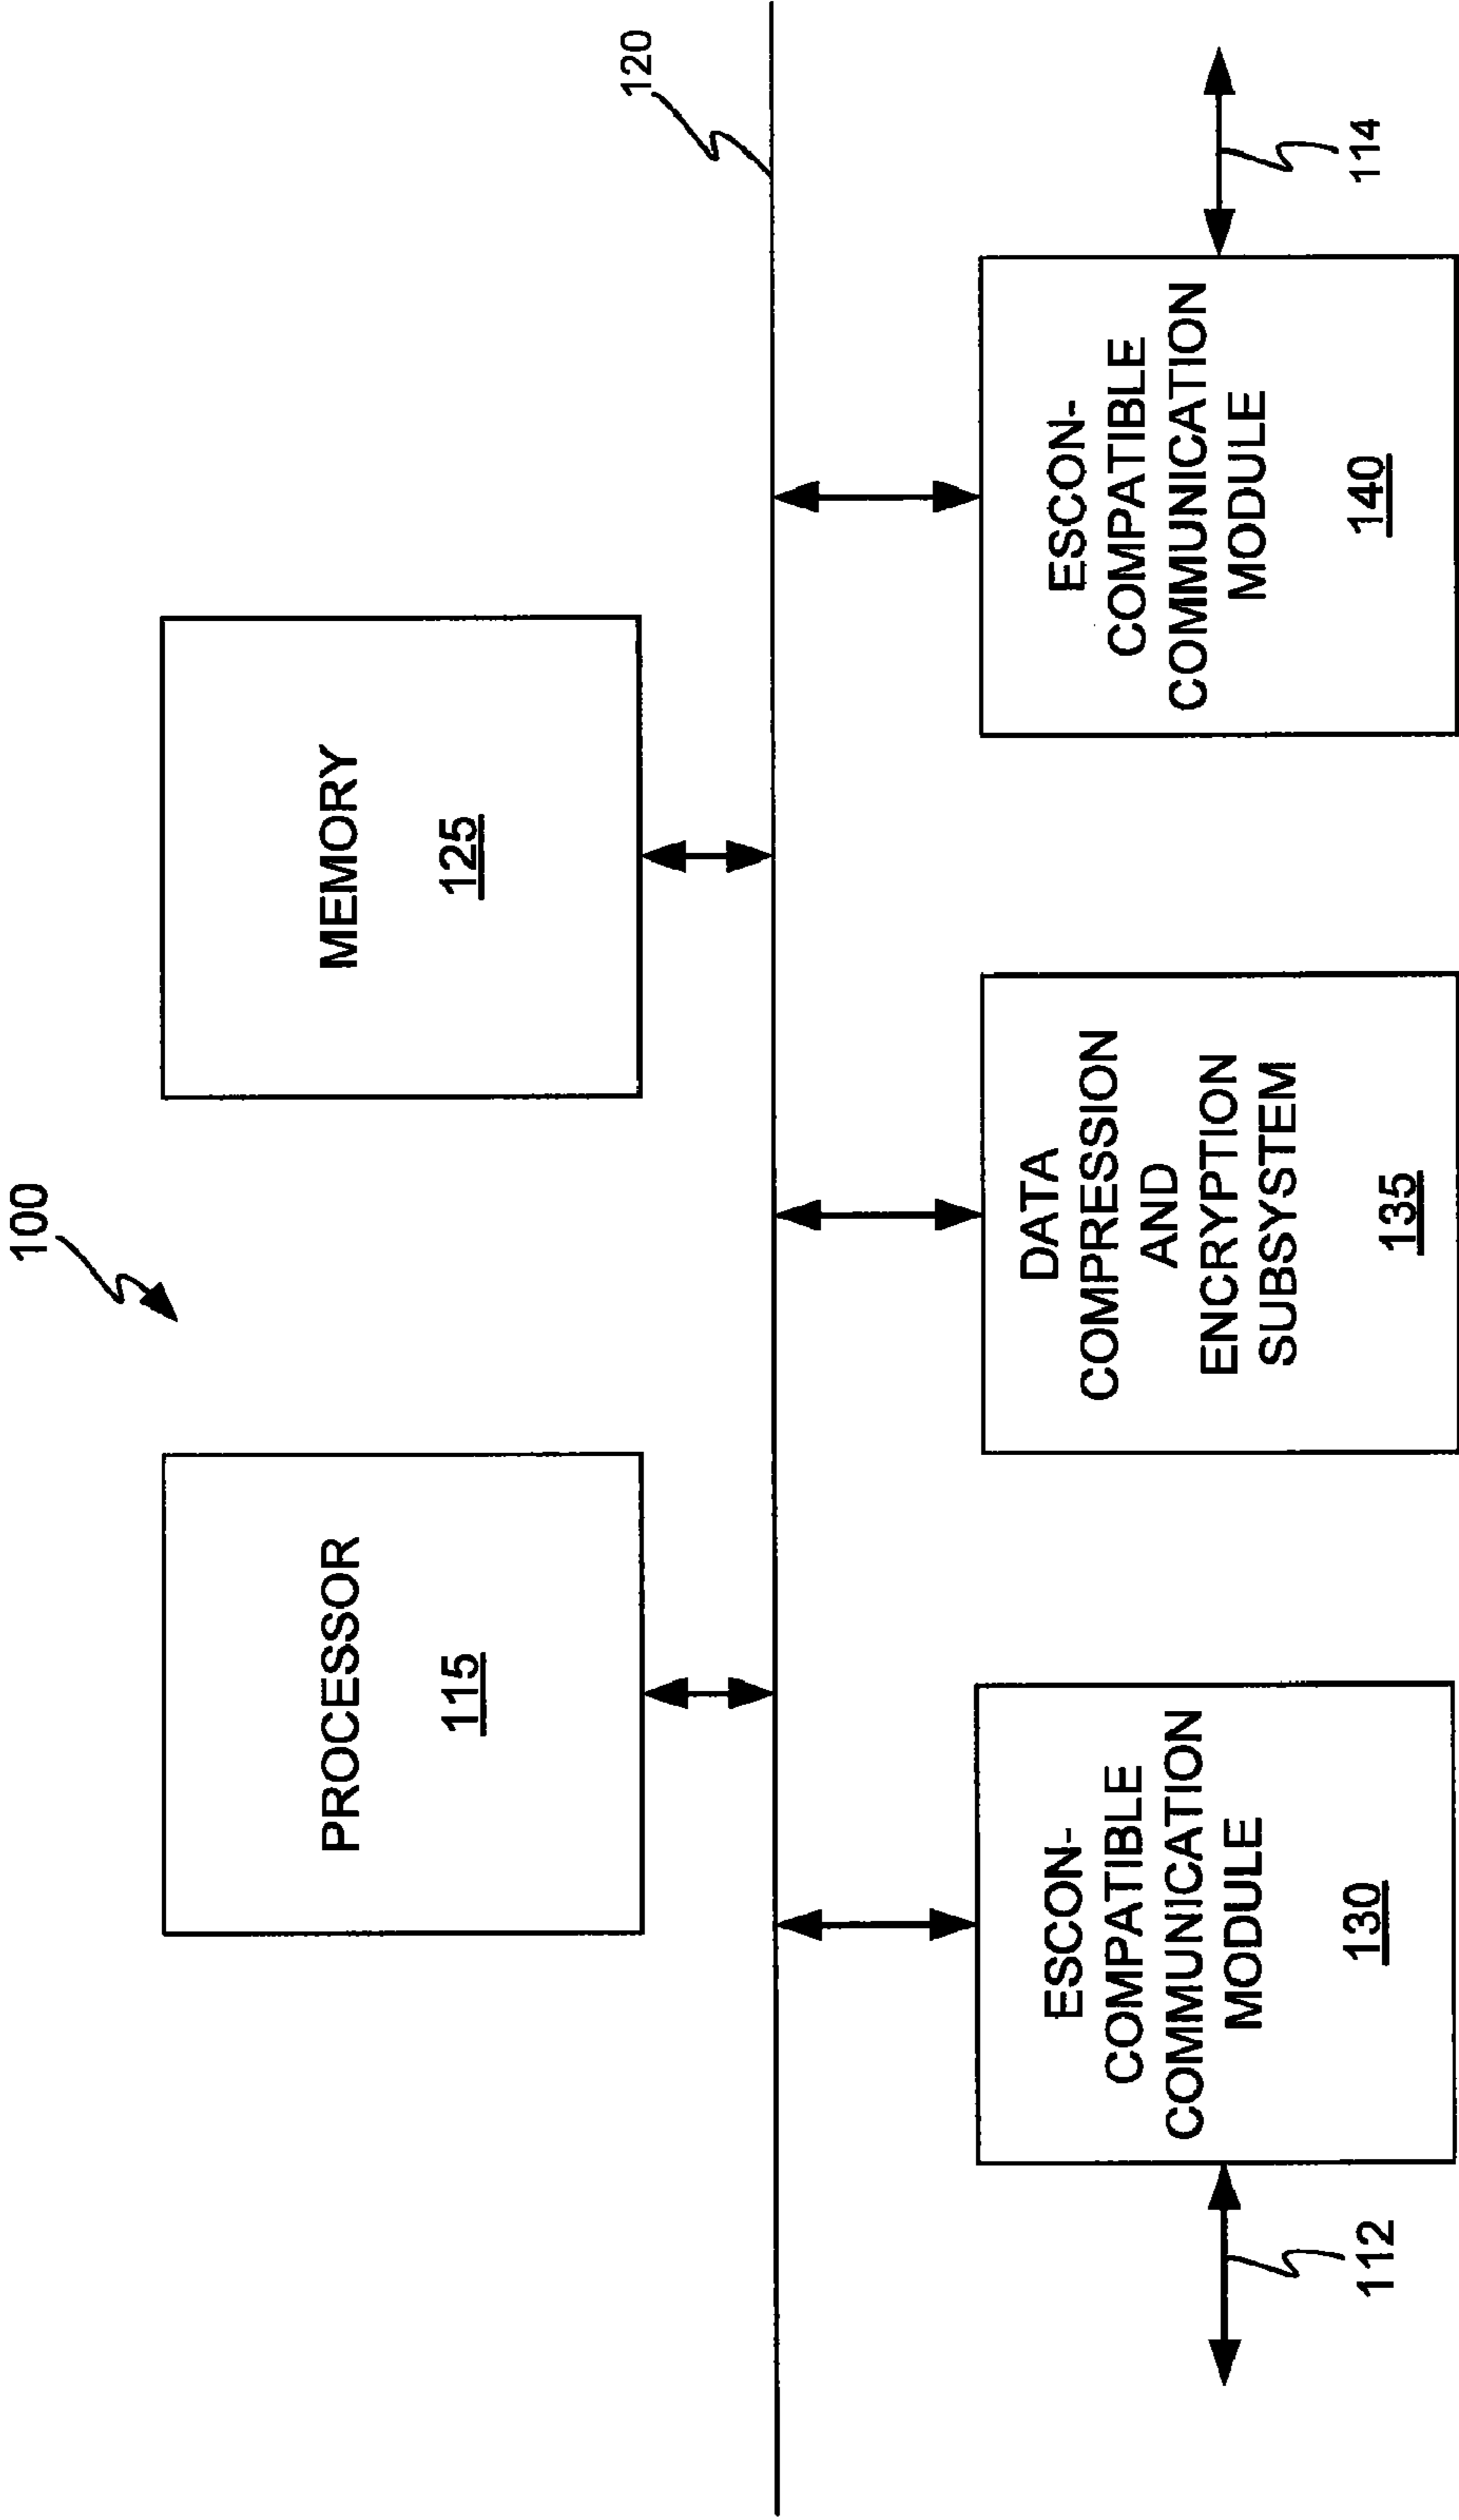 100
120
PROCESSOR
115
MEMORY
125
ESCON-
COMPATIBLE
COMMUNICATION
MODULE
130
DATA
COMPRESSION
AND
ENCRYPTION
SUBSYSTEM
135
ESCON-
COMPATIBLE
COMMUNICATION
MODULE
140
112
114